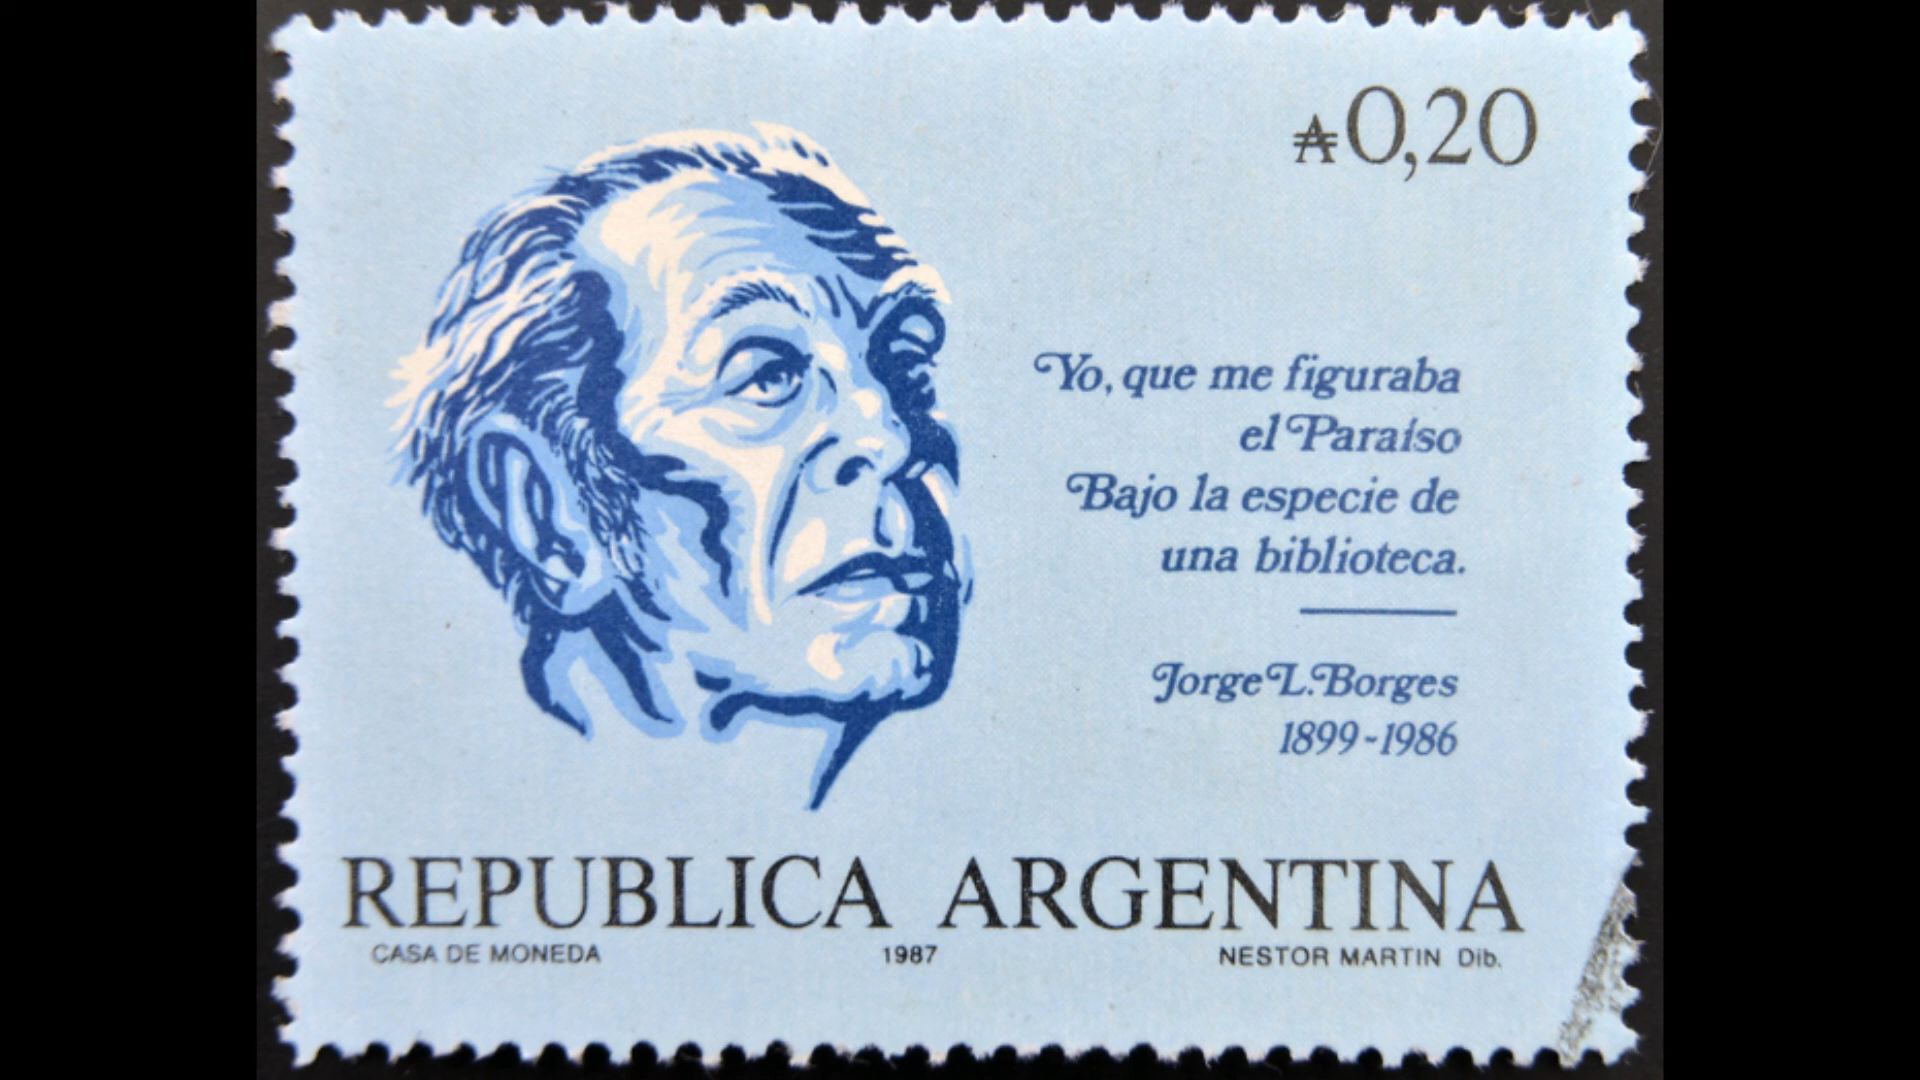 ₳0,20
Yo, que me figuraba
el Paraíso
Bajo la especie de
una biblioteca.
Jorge L. Borges
1899-1986
REPUBLICA ARGENTINA
CASA DE MONEDA 1987 NESTOR MARTIN Dib.